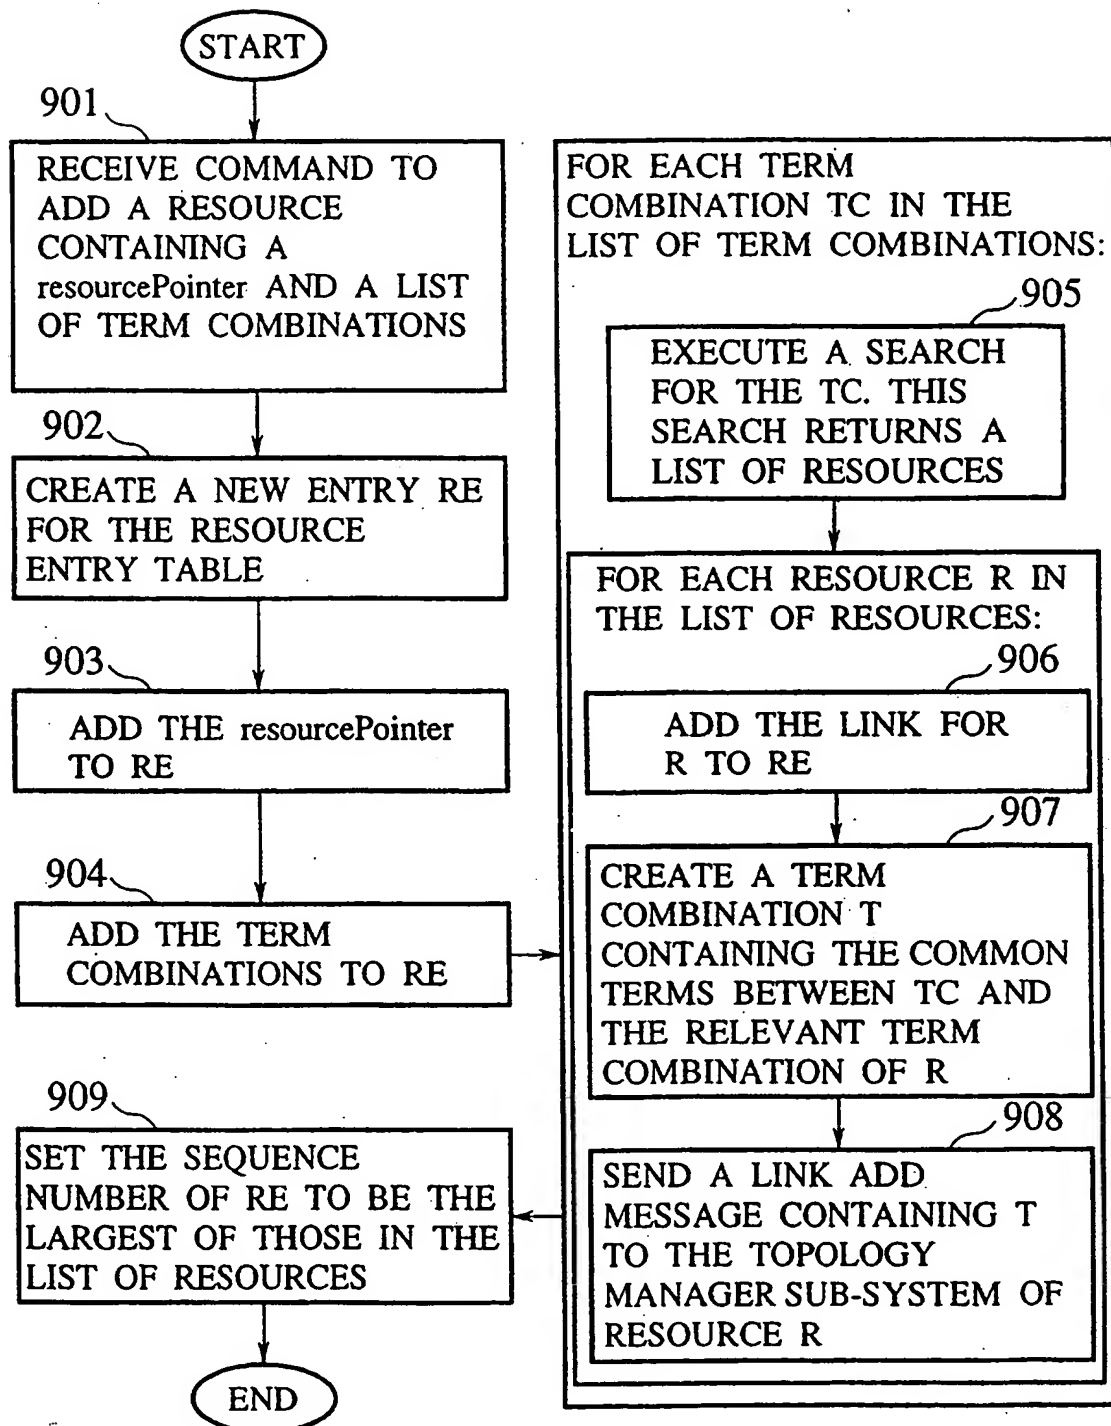 START
901
RECEIVE COMMAND TO
ADD A RESOURCE
CONTAINING A
resourcePointer AND A LIST
OF TERM COMBINATIONS
902
CREATE A NEW ENTRY RE
FOR THE RESOURCE
ENTRY TABLE
903
ADD THE resourcePointer
TO RE
904
ADD THE TERM
COMBINATIONS TO RE
FOR EACH TERM
COMBINATION TC IN THE
LIST OF TERM COMBINATIONS:
905
EXECUTE A SEARCH
FOR THE TC. THIS
SEARCH RETURNS A
LIST OF RESOURCES
FOR EACH RESOURCE R IN
THE LIST OF RESOURCES:
906
ADD THE LINK FOR
R TO RE
907
CREATE A TERM
COMBINATION T
CONTAINING THE COMMON
TERMS BETWEEN TC AND
THE RELEVANT TERM
COMBINATION OF R
908
SEND A LINK ADD
MESSAGE CONTAINING T
TO THE TOPOLOGY
MANAGER SUB-SYSTEM OF
RESOURCE R
909
SET THE SEQUENCE
NUMBER OF RE TO BE THE
LARGEST OF THOSE IN THE
LIST OF RESOURCES
END